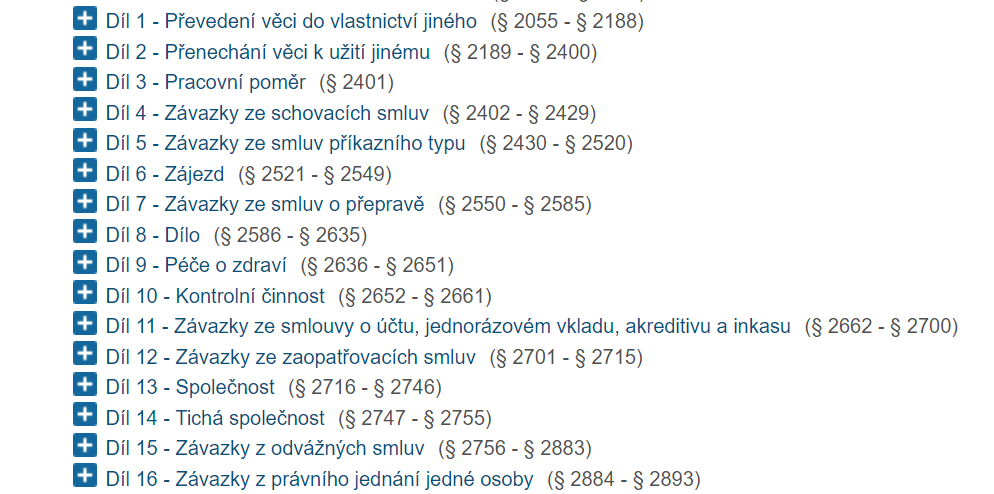 Díl 1 - Převedení věci do vlastnictví jiného (§ 2055 - § 2188)
Díl 2 - Přenechání věci k užití jinému (§ 2189 - § 2400)
Díl 3 - Pracovní poměr (§ 2401)
Díl 4 - Závazky ze schovacích smluv (§ 2402 - § 2429)
Díl 5 - Závazky ze smluv příkazního typu (§ 2430 - § 2520)
Díl 6 - Zájezd (§ 2521 - § 2549)
Díl 7 - Závazky ze smluv o přepravě (§ 2550 - § 2585)
Díl 8 - Dílo (§ 2586 - § 2635)
Díl 9 - Péče o zdraví (§ 2636 - § 2651)
Díl 10 - Kontrolní činnost (§ 2652 - § 2661)
Díl 11 - Závazky ze smlouvy o účtu, jednorázovém vkladu, akreditivu a inkasu (§ 2662 - § 2700)
Díl 12 - Závazky ze zaopatřovacích smluv (§ 2701 - § 2715)
Díl 13 - Společnost (§ 2716 - § 2746)
Díl 14 - Tichá společnost (§ 2747 - § 2755)
Díl 15 - Závazky z odvážných smluv (§ 2756 - § 2883)
Díl 16 - Závazky z právního jednání jedné osoby (§ 2884 - § 2893)